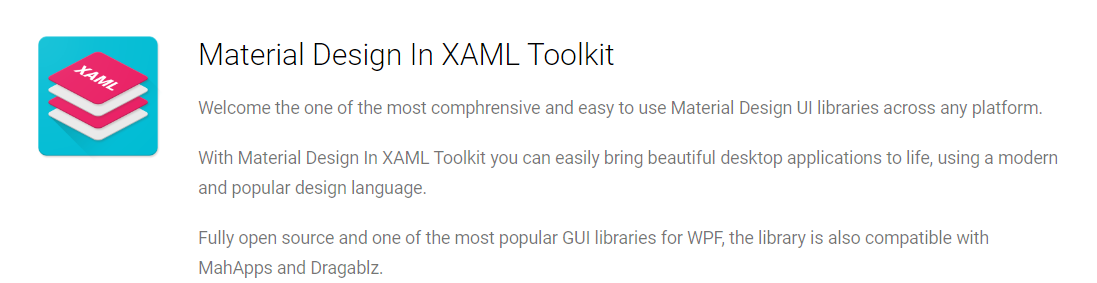 XAML
Material Design In XAML Toolkit
Welcome the one of the most comphrensive and easy to use Material Design UI libraries across any platform.
With Material Design In XAML Toolkit you can easily bring beautiful desktop applications to life, using a modern
and popular design language.
Fully open source and one of the most popular GUI libraries for WPF, the library is also compatible with
MahApps and Dragablz.